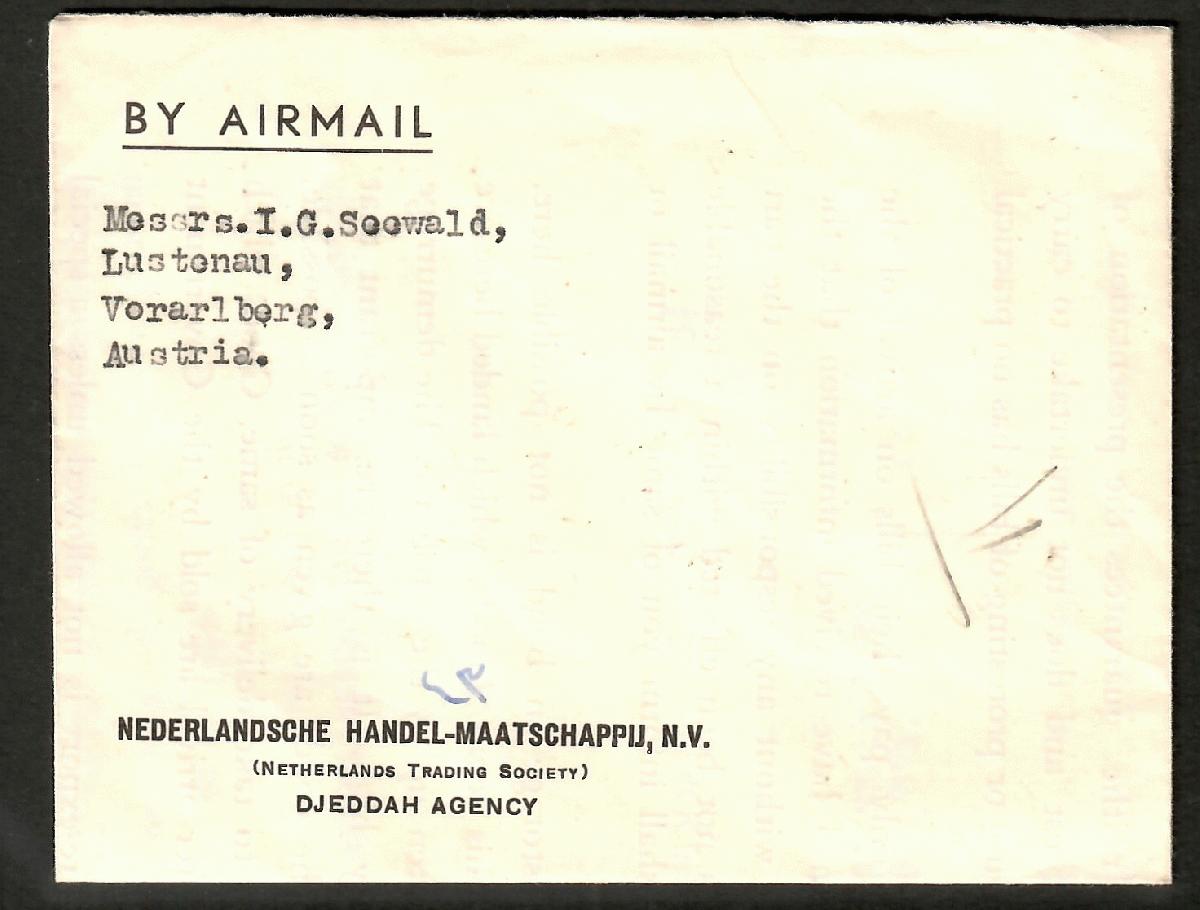 BY AIRMAIL
Messrs.I.G.Seewald,
Lustenau,
Vorarlberg,
Austria.
NEDERLANDSCHE HANDEL-MAATSCHAPPIJ, N.V.
(NETHERLANDS TRADING SOCIETY)
DJEDDAH AGENCY